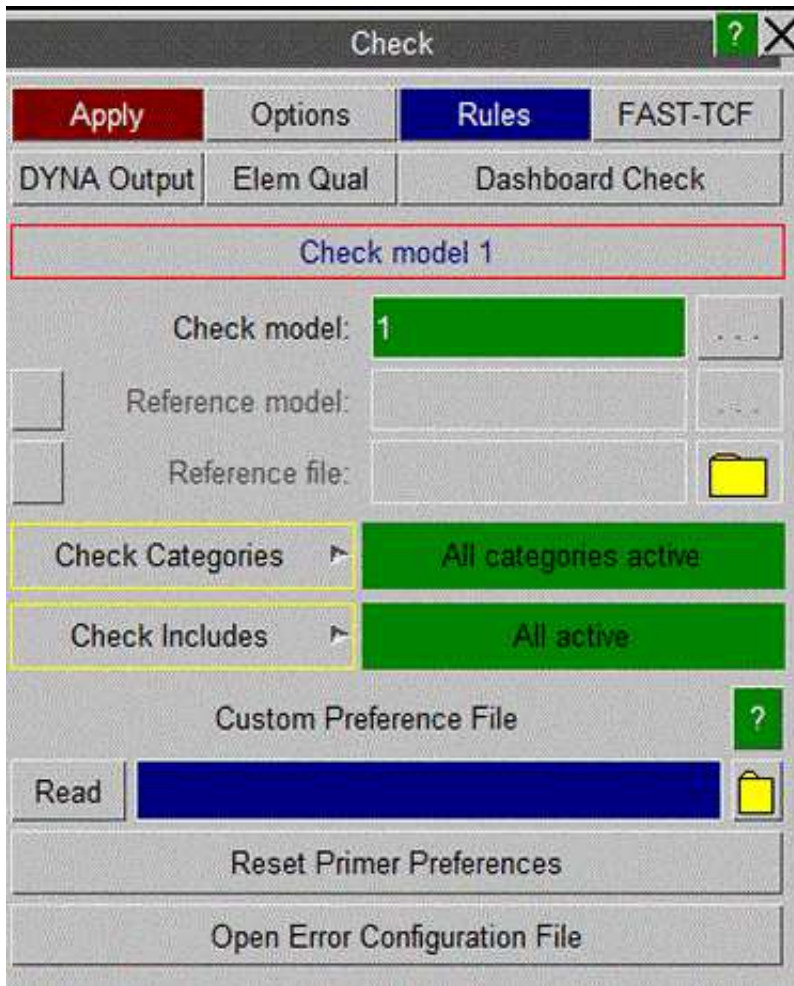 Check ?
Apply Options Rules FAST-TCF
DYNA Output Elem Qual Dashboard Check
Check model 1
Check model: 1 ...
Reference model: ...
Reference file:
Check Categories All categories active
Check Includes All active
Custom Preference File ?
Read
Reset Primer Preferences
Open Error Configuration File